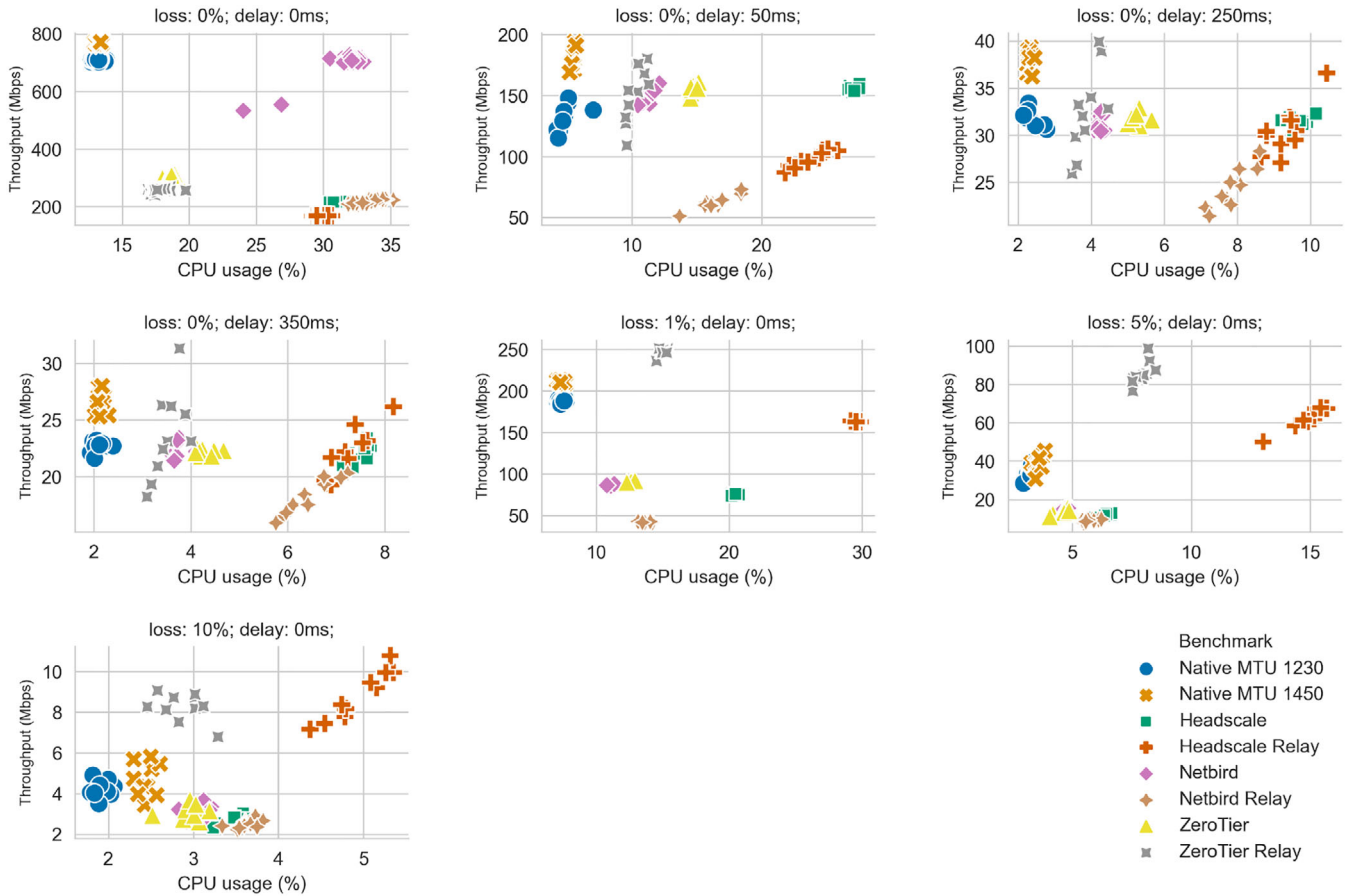 loss: 0%; delay: 0ms;
Throughput (Mbps)
800
600
400
200
15
20
25
30
35
CPU usage (%)
loss: 0%; delay: 50ms;
Throughput (Mbps)
200
150
100
50
10
20
CPU usage (%)
loss: 0%; delay: 250ms;
Throughput (Mbps)
40
35
30
25
2
4
6
8
10
CPU usage (%)
loss: 0%; delay: 350ms;
Throughput (Mbps)
30
25
20
2
4
6
8
CPU usage (%)
loss: 1%; delay: 0ms;
Throughput (Mbps)
250
200
150
100
50
10
20
30
CPU usage (%)
loss: 5%; delay: 0ms;
Throughput (Mbps)
100
80
60
40
20
5
10
15
CPU usage (%)
loss: 10%; delay: 0ms;
Throughput (Mbps)
10
8
6
4
2
2
3
4
5
CPU usage (%)
Benchmark
Native MTU 1230
Native MTU 1450
Headscale
Headscale Relay
Netbird
Netbird Relay
ZeroTier
ZeroTier Relay